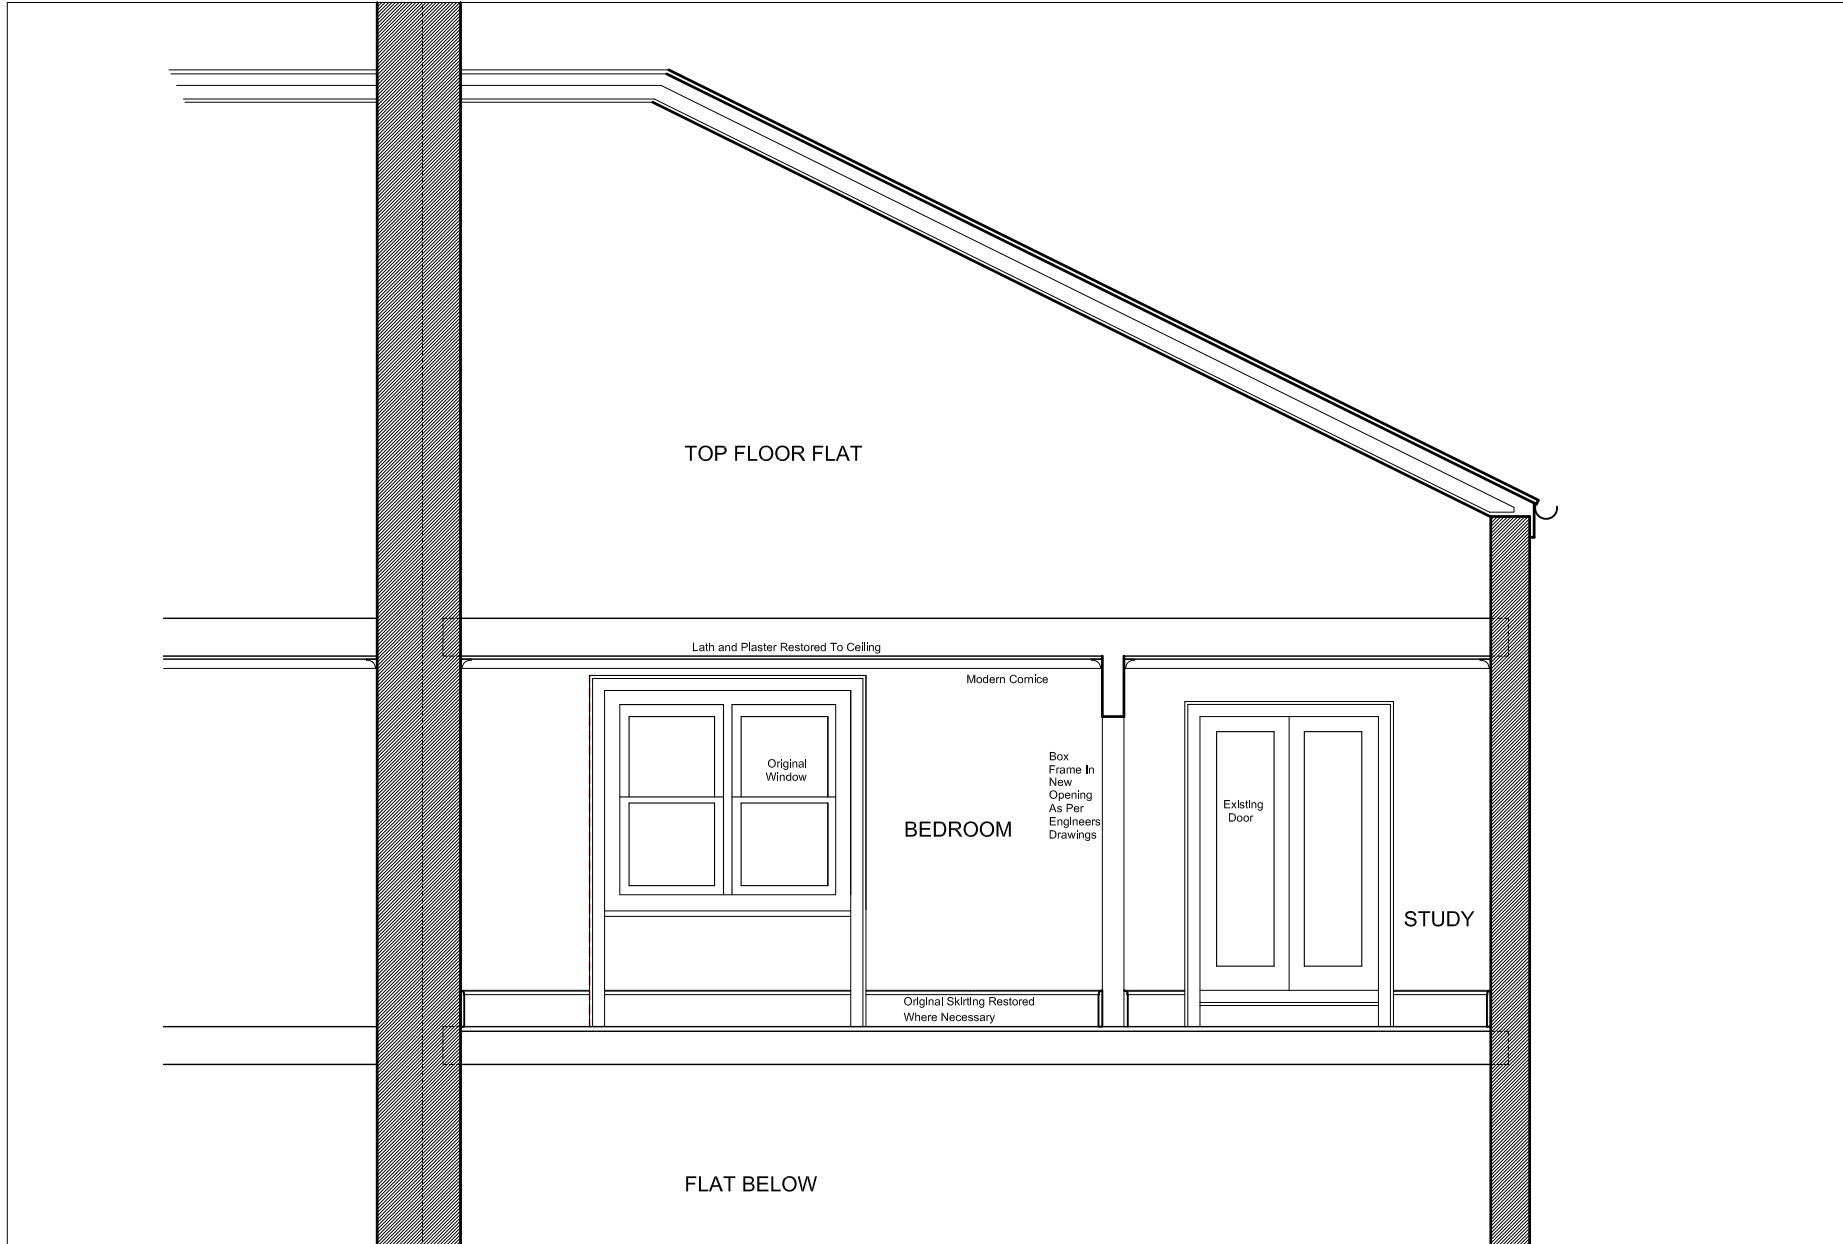 TOP FLOOR FLAT
Lath and Plaster Restored To Ceiling
Modern Cornice
Original
Window
Box
Frame In
New
Opening
As Per
Engineers
Drawings
BEDROOM
Existing
Door
STUDY
Original Skirting Restored
Where Necessary
FLAT BELOW